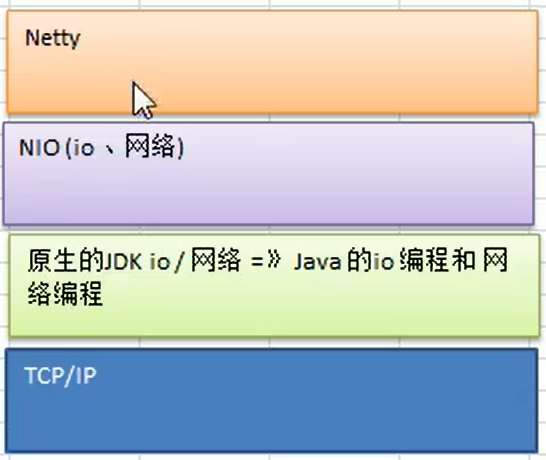 Netty
NIO (io 、网络)
原生的JDK io / 网络 =》 Java 的io 编程和 网
络编程
TCP/IP